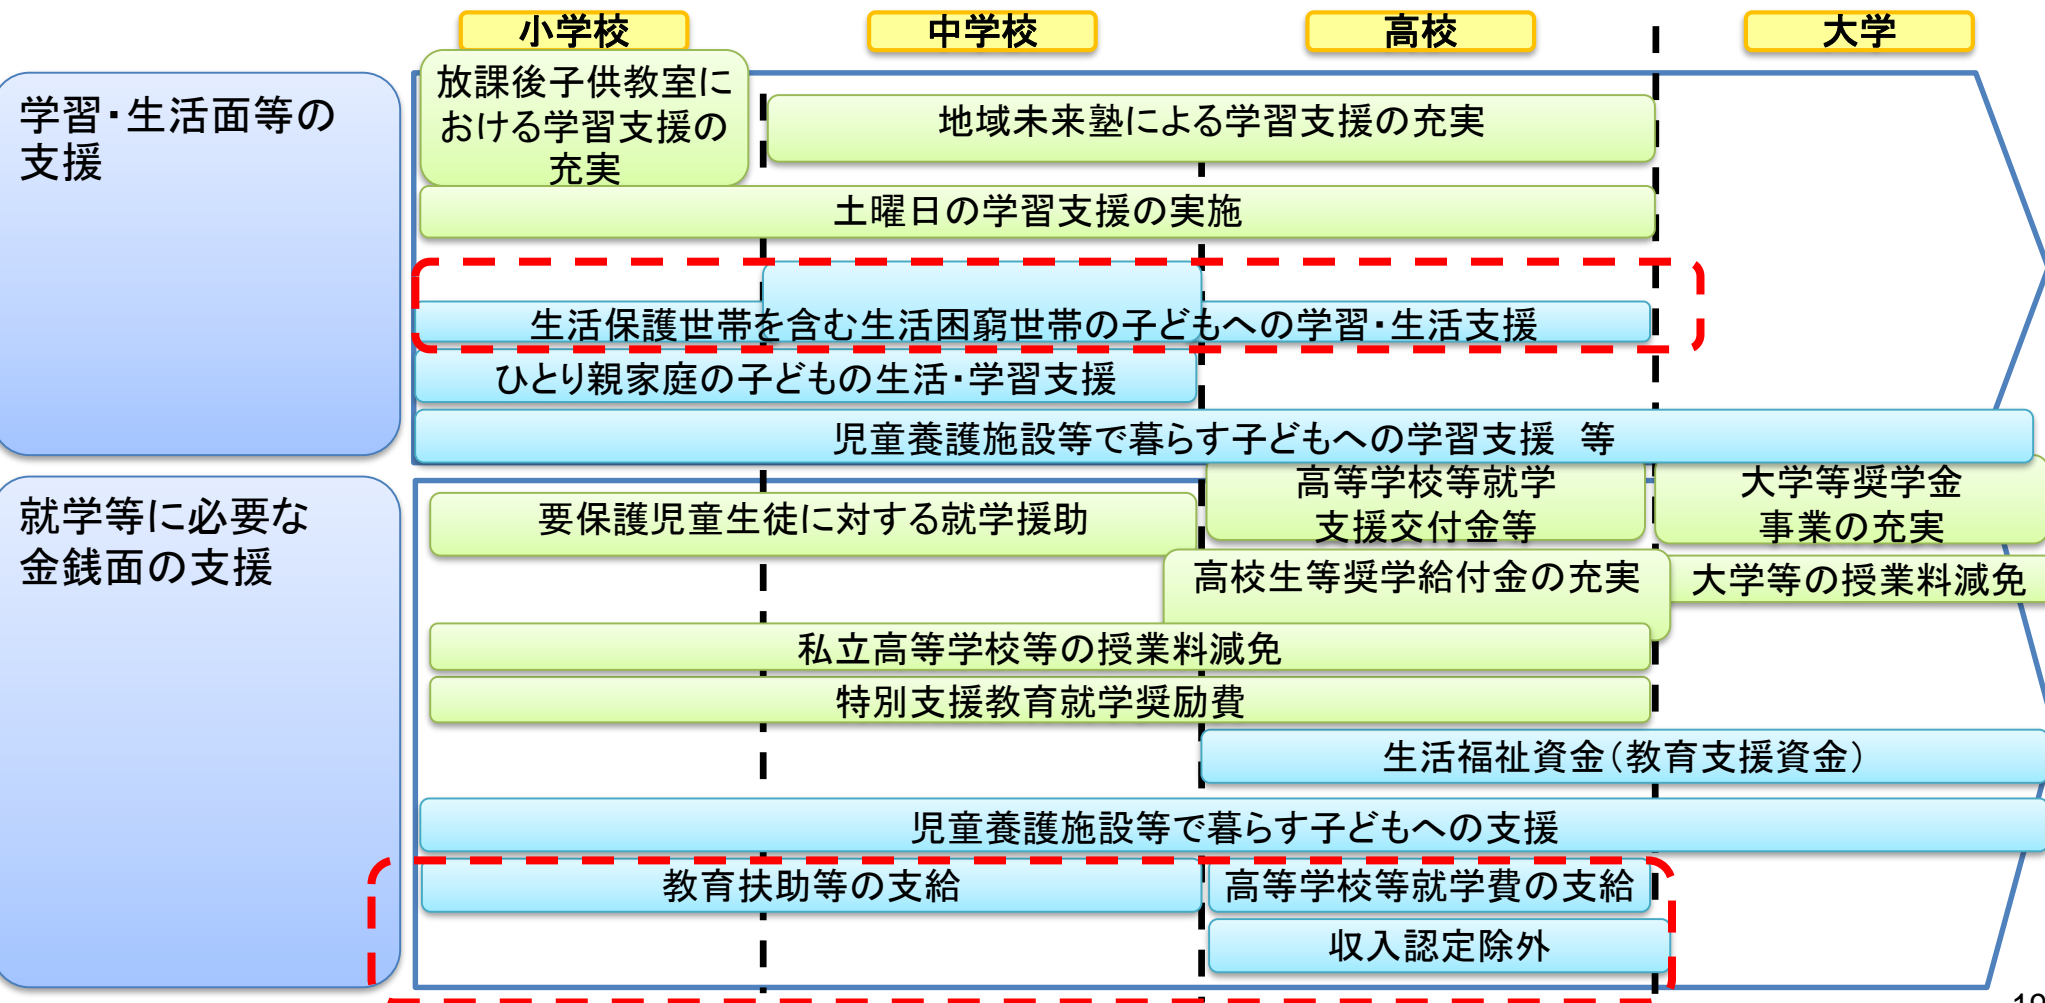 小学校
中学校
高校
大学
学習・生活面等の
支援
放課後子供教室に
おける学習支援の
充実
地域未来塾による学習支援の充実
土曜日の学習支援の実施
生活保護世帯を含む生活困窮世帯の子どもへの学習・生活支援
ひとり親家庭の子どもの生活・学習支援
児童養護施設等で暮らす子どもへの学習支援　等
就学等に必要な
金銭面の支援
要保護児童生徒に対する就学援助
高等学校等就学
支援交付金等
大学等奨学金
事業の充実
高校生等奨学給付金の充実
大学等の授業料減免
私立高等学校等の授業料減免
特別支援教育就学奨励費
生活福祉資金（教育支援資金）
児童養護施設等で暮らす子どもへの支援
教育扶助等の支給
高等学校等就学費の支給
収入認定除外